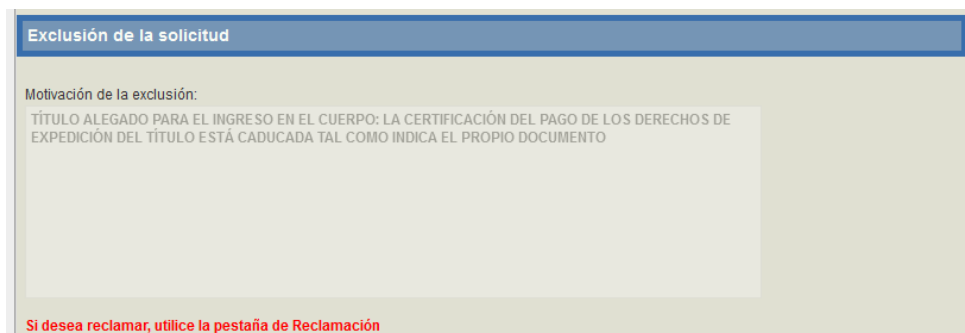 Exclusión de la solicitud
Motivación de la exclusión:
TÍTULO ALEGADO PARA EL INGRESO EN EL CUERPO: LA CERTIFICACIÓN DEL PAGO DE LOS DERECHOS DE
EXPEDICIÓN DEL TÍTULO ESTÁ CADUCADA TAL COMO INDICA EL PROPIO DOCUMENTO
Si desea reclamar, utilice la pestaña de Reclamación